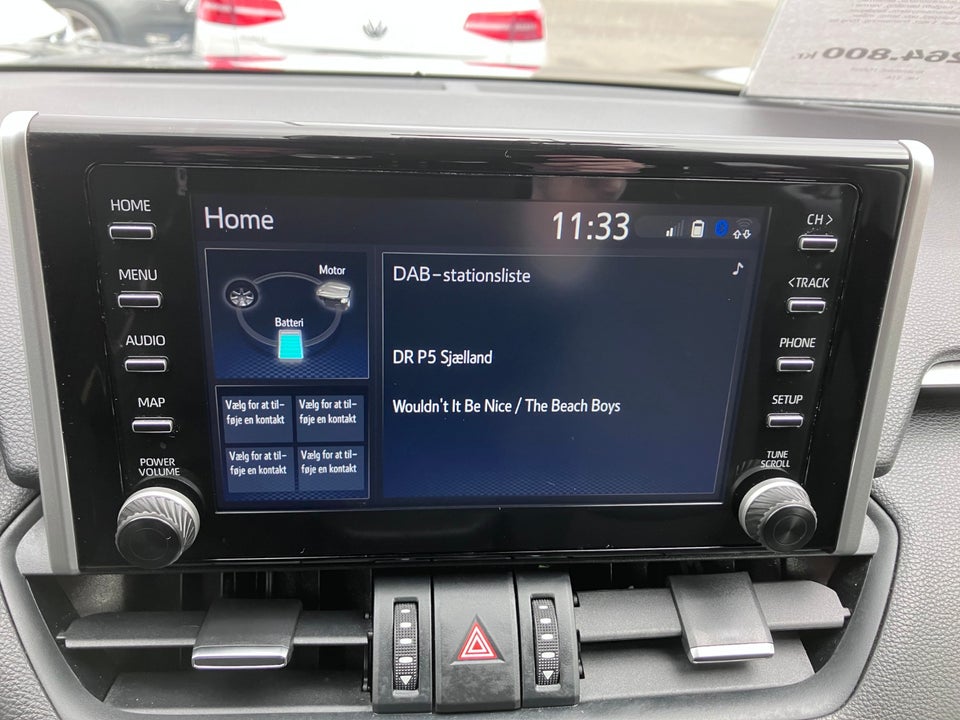 264.800 kr.
HOME
MENU
AUDIO
MAP
POWER
VOLUME
Home
11:33
Motor
Batteri
Vælg for at til-
føje en kontakt
Vælg for at til-
føje en kontakt
Vælg for at til-
føje en kontakt
Vælg for at til-
føje en kontakt
DAB-stationsliste
DR P5 Sjælland
Wouldn't It Be Nice / The Beach Boys
CH >
<TRACK
PHONE
SETUP
TUNE
SCROLL